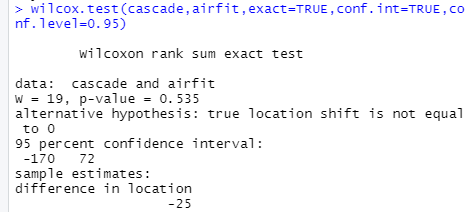 > wilcox.test(cascade,airfit,exact=TRUE,conf.int=TRUE,co
nf.level=0.95)
Wilcoxon rank sum exact test
data:  cascade and airfit
W = 19, p-value = 0.535
alternative hypothesis: true location shift is not equal
 to 0
95 percent confidence interval:
 -170   72
sample estimates:
difference in location
                   -25